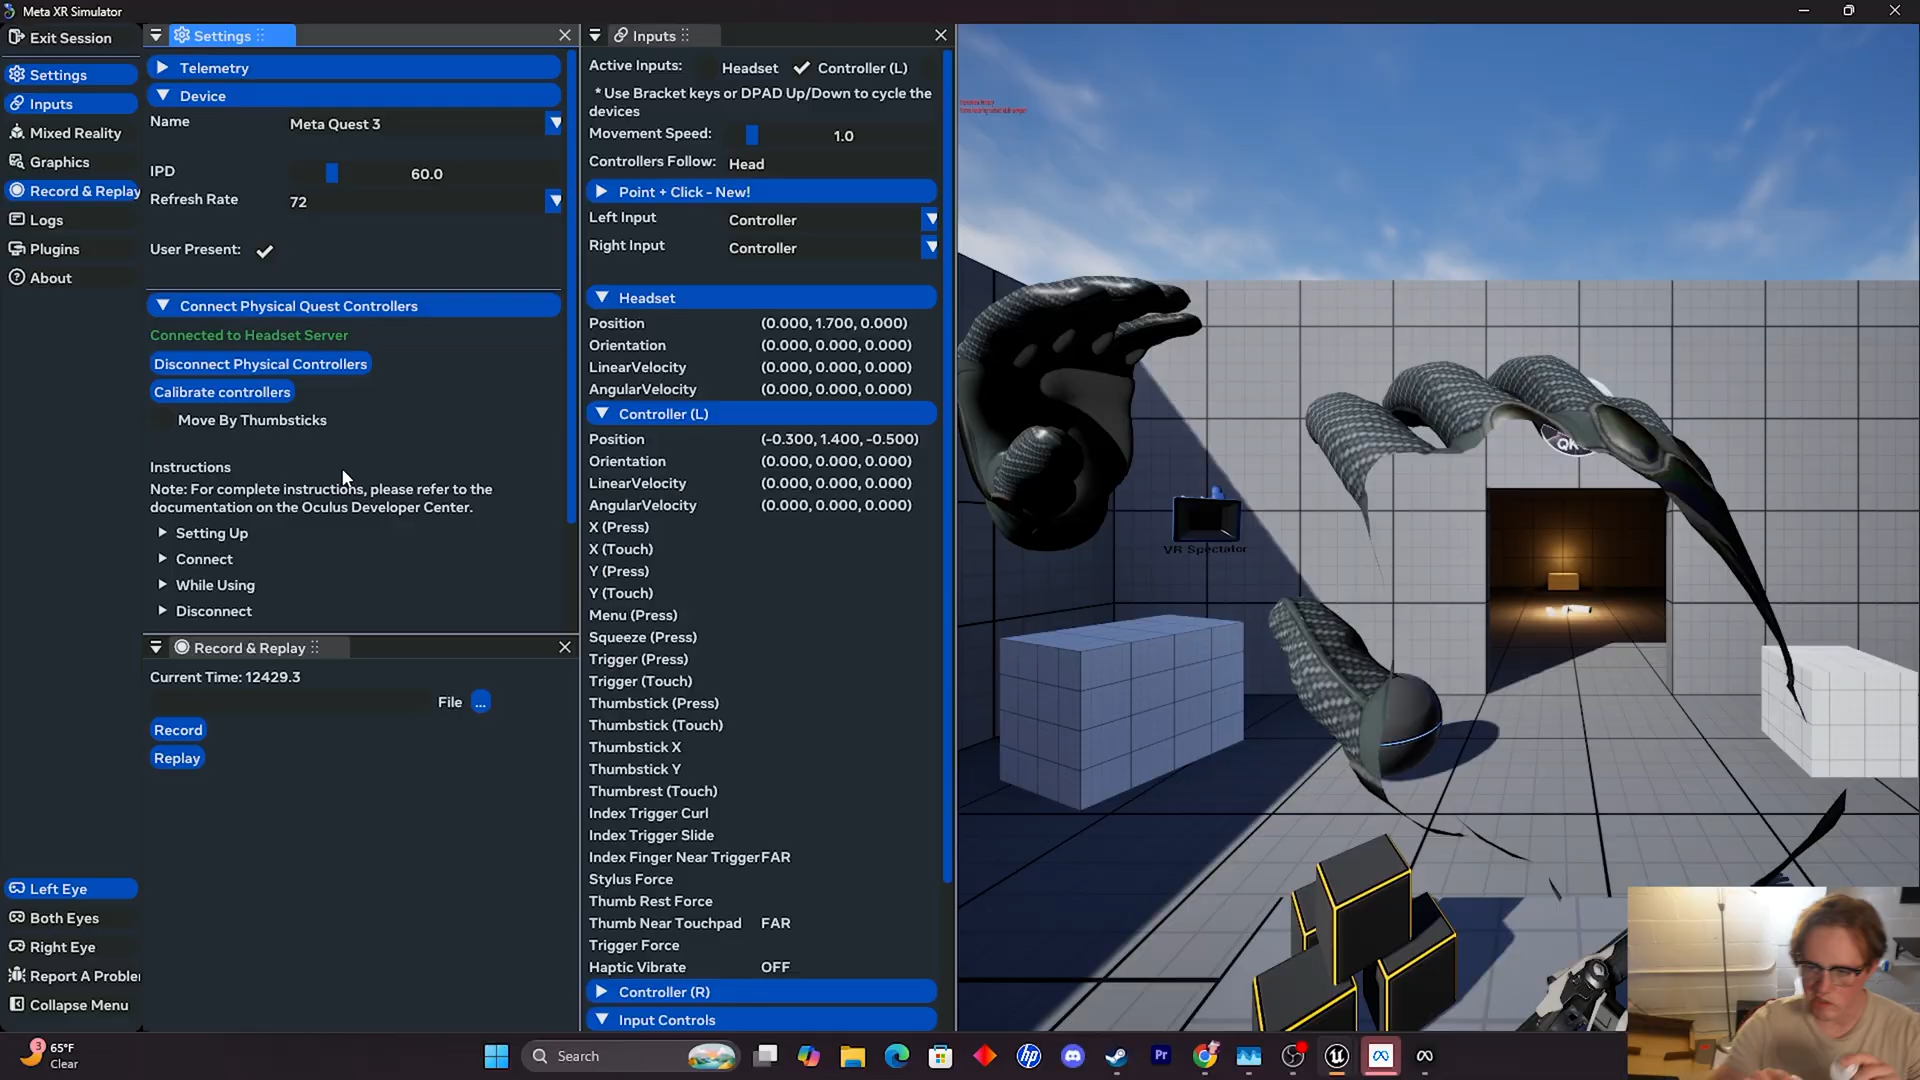 Meta XR Simulator
Exit Session
Settings
Inputs
Mixed Reality
Graphics
Record & Replay
Logs
Plugins
About
Left Eye
Both Eyes
Right Eye
Report A Probler
Collapse Menu
Settings
Telemetry
Device
Name Meta Quest 3
IPD 60.0
Refresh Rate 72
User Present:
Connect Physical Quest Controllers
Connected to Headset Server
Disconnect Physical Controllers
Calibrate controllers
Move By Thumbsticks
Instructions
Note: For complete instructions, please refer to the
documentation on the Oculus Developer Center.
Setting Up
Connect
While Using
Disconnect
Record & Replay
Current Time: 12429.3
File ...
Record
Replay
Inputs
Active Inputs: Headset Controller (L)
* Use Bracket keys or DPAD Up/Down to cycle the
devices
Movement Speed: 1.0
Controllers Follow: Head
Point + Click - New!
Left Input Controller
Right Input Controller
Headset
Position (0.000, 1.700, 0.000)
Orientation (0.000, 0.000, 0.000)
LinearVelocity (0.000, 0.000, 0.000)
AngularVelocity (0.000, 0.000, 0.000)
Controller (L)
Position (-0.300, 1.400, -0.500)
Orientation (0.000, 0.000, 0.000)
LinearVelocity (0.000, 0.000, 0.000)
AngularVelocity (0.000, 0.000, 0.000)
X (Press)
X (Touch)
Y (Press)
Y (Touch)
Menu (Press)
Squeeze (Press)
Trigger (Press)
Trigger (Touch)
Thumbstick (Press)
Thumbstick (Touch)
Thumbstick X
Thumbstick Y
Thumbrest (Touch)
Index Trigger Curl
Index Trigger Slide
Index Finger Near Trigger FAR
Stylus Force
Thumb Rest Force
Thumb Near Touchpad FAR
Trigger Force
Haptic Vibrate OFF
Controller (R)
Input Controls
VR Spectator
3
65°F
Clear
Search
hp
Pr